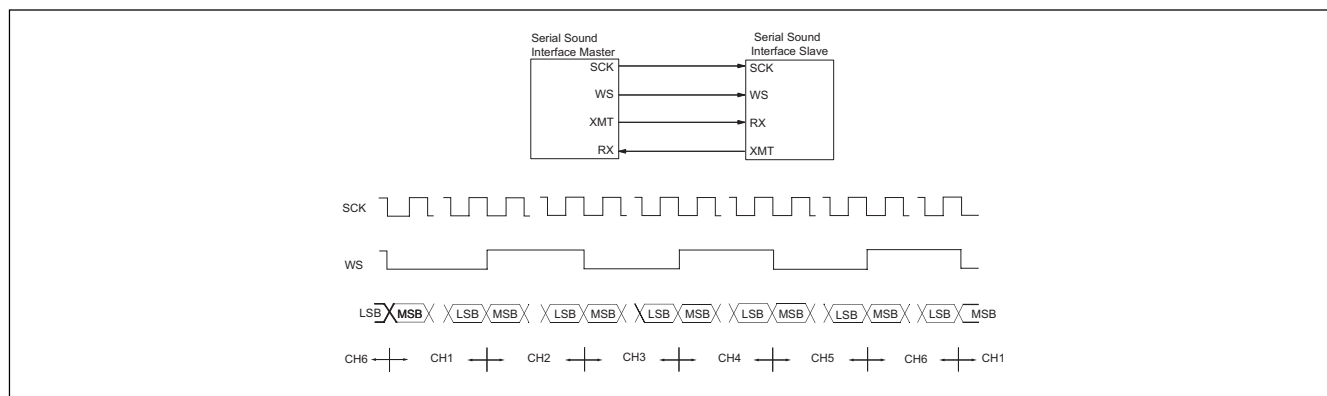 Serial Sound
Interface Master
Serial Sound
Interface Slave
SCK
SCK
WS
WS
XMT
RX
RX
XMT
SCK
WS
LSB MSB LSB MSB LSB MSB LSB MSB LSB MSB LSB MSB LSB MSB
CH6 CH1 CH2 CH3 CH4 CH5 CH6 CH1